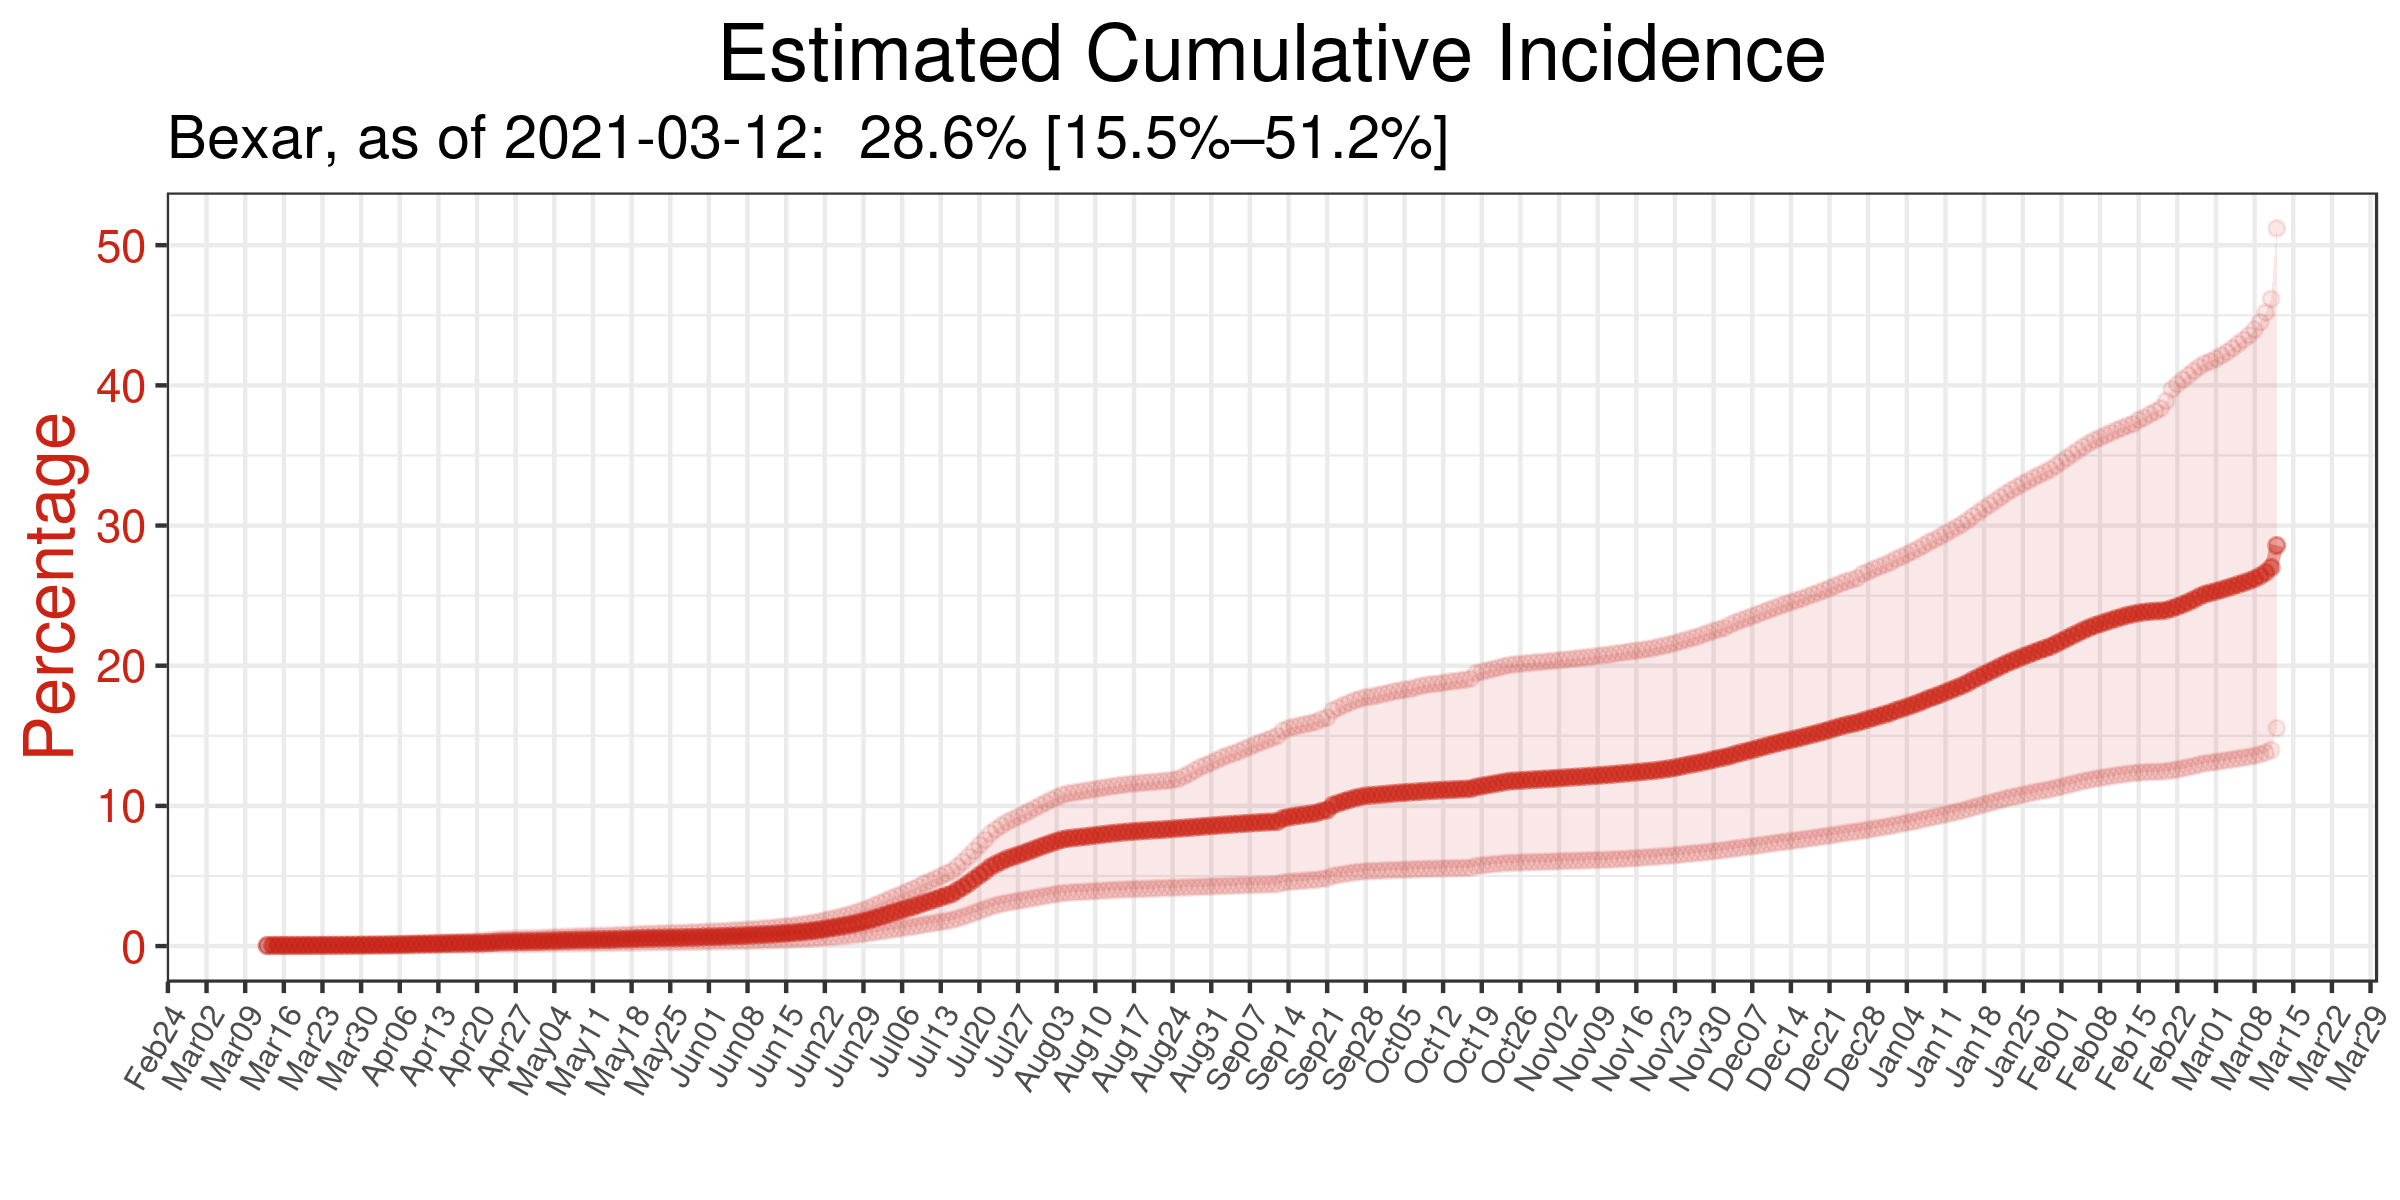 Estimated Cumulative Incidence
Bexar, as of 2021-03-12:  28.6% [15.5%–51.2%]
Percentage
50
40
30
20
10
0
Feb24
Mar02
Mar09
Mar16
Mar23
Mar30
Apr06
Apr13
Apr20
Apr27
May04
May11
May18
May25
Jun01
Jun08
Jun15
Jun22
Jun29
Jul06
Jul13
Jul20
Jul27
Aug03
Aug10
Aug17
Aug24
Aug31
Sep07
Sep14
Sep21
Sep28
Oct05
Oct12
Oct19
Oct26
Nov02
Nov09
Nov16
Nov23
Nov30
Dec07
Dec14
Dec21
Dec28
Jan04
Jan11
Jan18
Jan25
Feb01
Feb08
Feb15
Feb22
Mar01
Mar08
Mar15
Mar22
Mar29